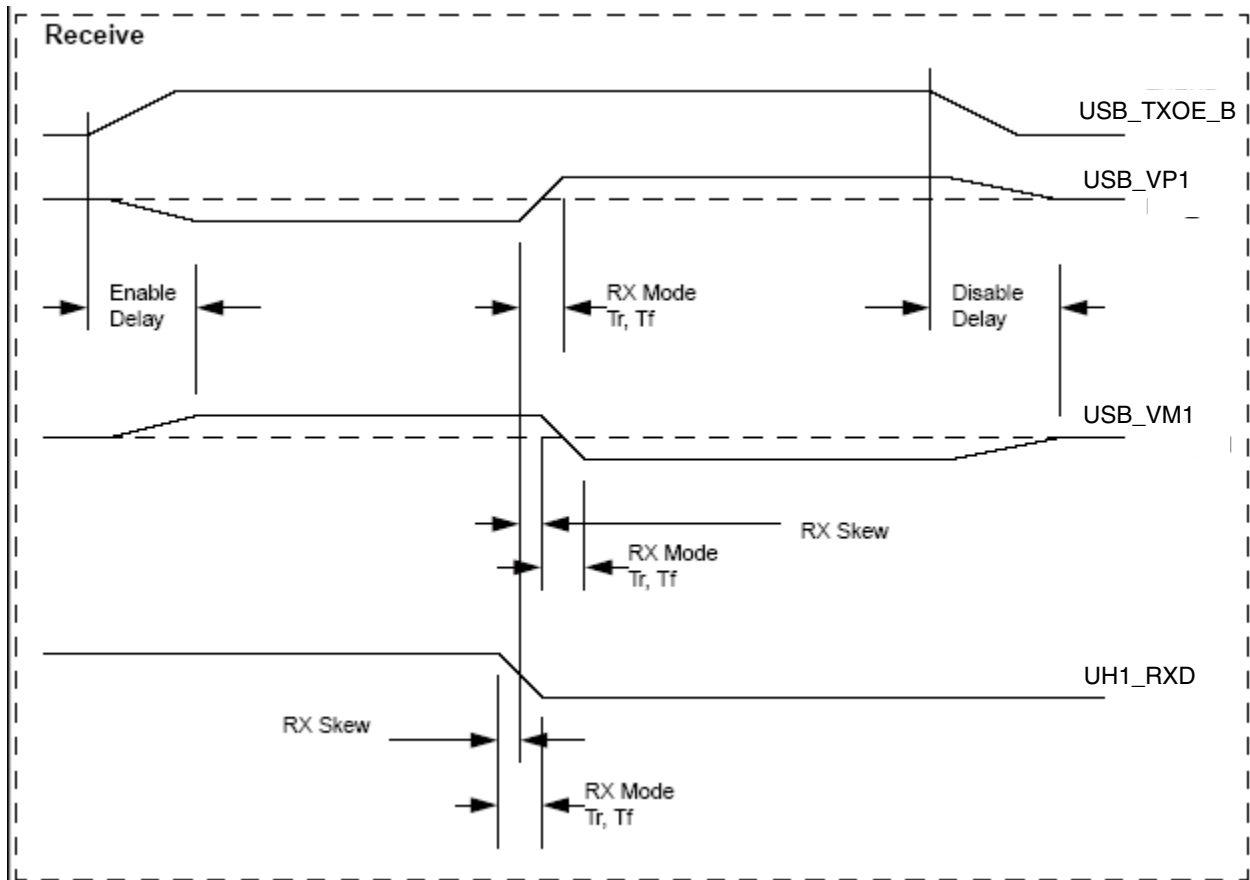 Receive
USB_TXOE_B
USB_VP1
Enable
Delay
RX Mode
Tr, Tf
Disable
Delay
USB_VM1
RX Skew
RX Mode
Tr, Tf
UH1_RXD
RX Skew
RX Mode
Tr, Tf